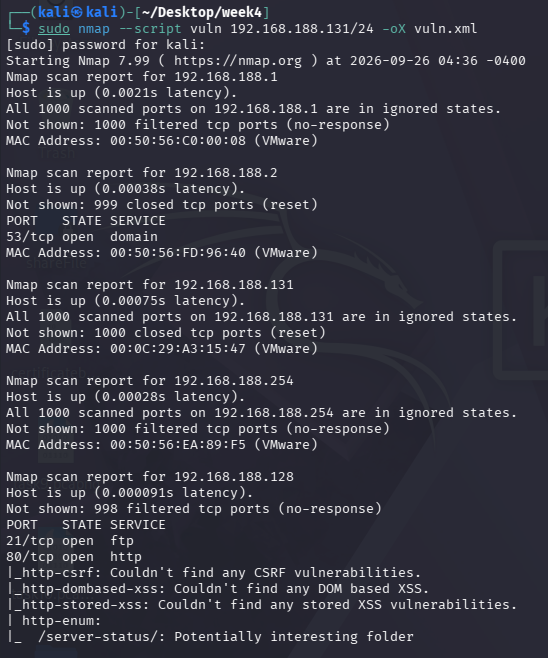 ┌──(kali㉿kali)-[~/Desktop/week4]
└─$ sudo nmap --script vuln 192.168.188.131/24 -oX vuln.xml
[sudo] password for kali:
Starting Nmap 7.99 ( https://nmap.org ) at 2026-09-26 04:36 -0400
Nmap scan report for 192.168.188.1
Host is up (0.0021s latency).
All 1000 scanned ports on 192.168.188.1 are in ignored states.
Not shown: 1000 filtered tcp ports (no-response)
MAC Address: 00:50:56:C0:00:08 (VMware)

Nmap scan report for 192.168.188.2
Host is up (0.00038s latency).
Not shown: 999 closed tcp ports (reset)
PORT   STATE SERVICE
53/tcp open  domain
MAC Address: 00:50:56:FD:96:40 (VMware)

Nmap scan report for 192.168.188.131
Host is up (0.00075s latency).
All 1000 scanned ports on 192.168.188.131 are in ignored states.
Not shown: 1000 closed tcp ports (reset)
MAC Address: 00:0C:29:A3:15:47 (VMware)

Nmap scan report for 192.168.188.254
Host is up (0.00028s latency).
All 1000 scanned ports on 192.168.188.254 are in ignored states.
Not shown: 1000 filtered tcp ports (no-response)
MAC Address: 00:50:56:EA:89:F5 (VMware)

Nmap scan report for 192.168.188.128
Host is up (0.000091s latency).
Not shown: 998 filtered tcp ports (no-response)
PORT   STATE SERVICE
21/tcp open  ftp
80/tcp open  http
|_http-csrf: Couldn't find any CSRF vulnerabilities.
|_http-dombased-xss: Couldn't find any DOM based XSS.
|_http-stored-xss: Couldn't find any stored XSS vulnerabilities.
| http-enum:
|_  /server-status/: Potentially interesting folder